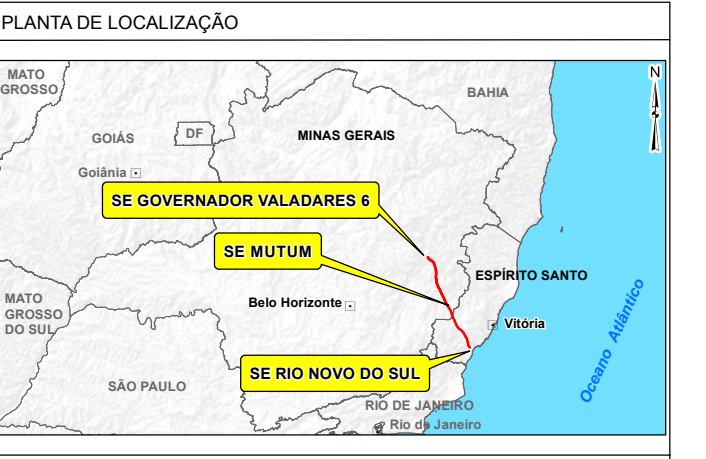 PLANTA DE LOCALIZAÇÃO
N
MATO
GROSSO
BAHIA
GOIÁS
DF
MINAS GERAIS
Goiânia
SE GOVERNADOR VALADARES 6
SE MUTUM
ESPÍRITO SANTO
MATO
GROSSO
DO SUL
Belo Horizonte
Vitória
Oceano Atlântico
SE RIO NOVO DO SUL
SÃO PAULO
RIO DE JANEIRO
Rio de Janeiro